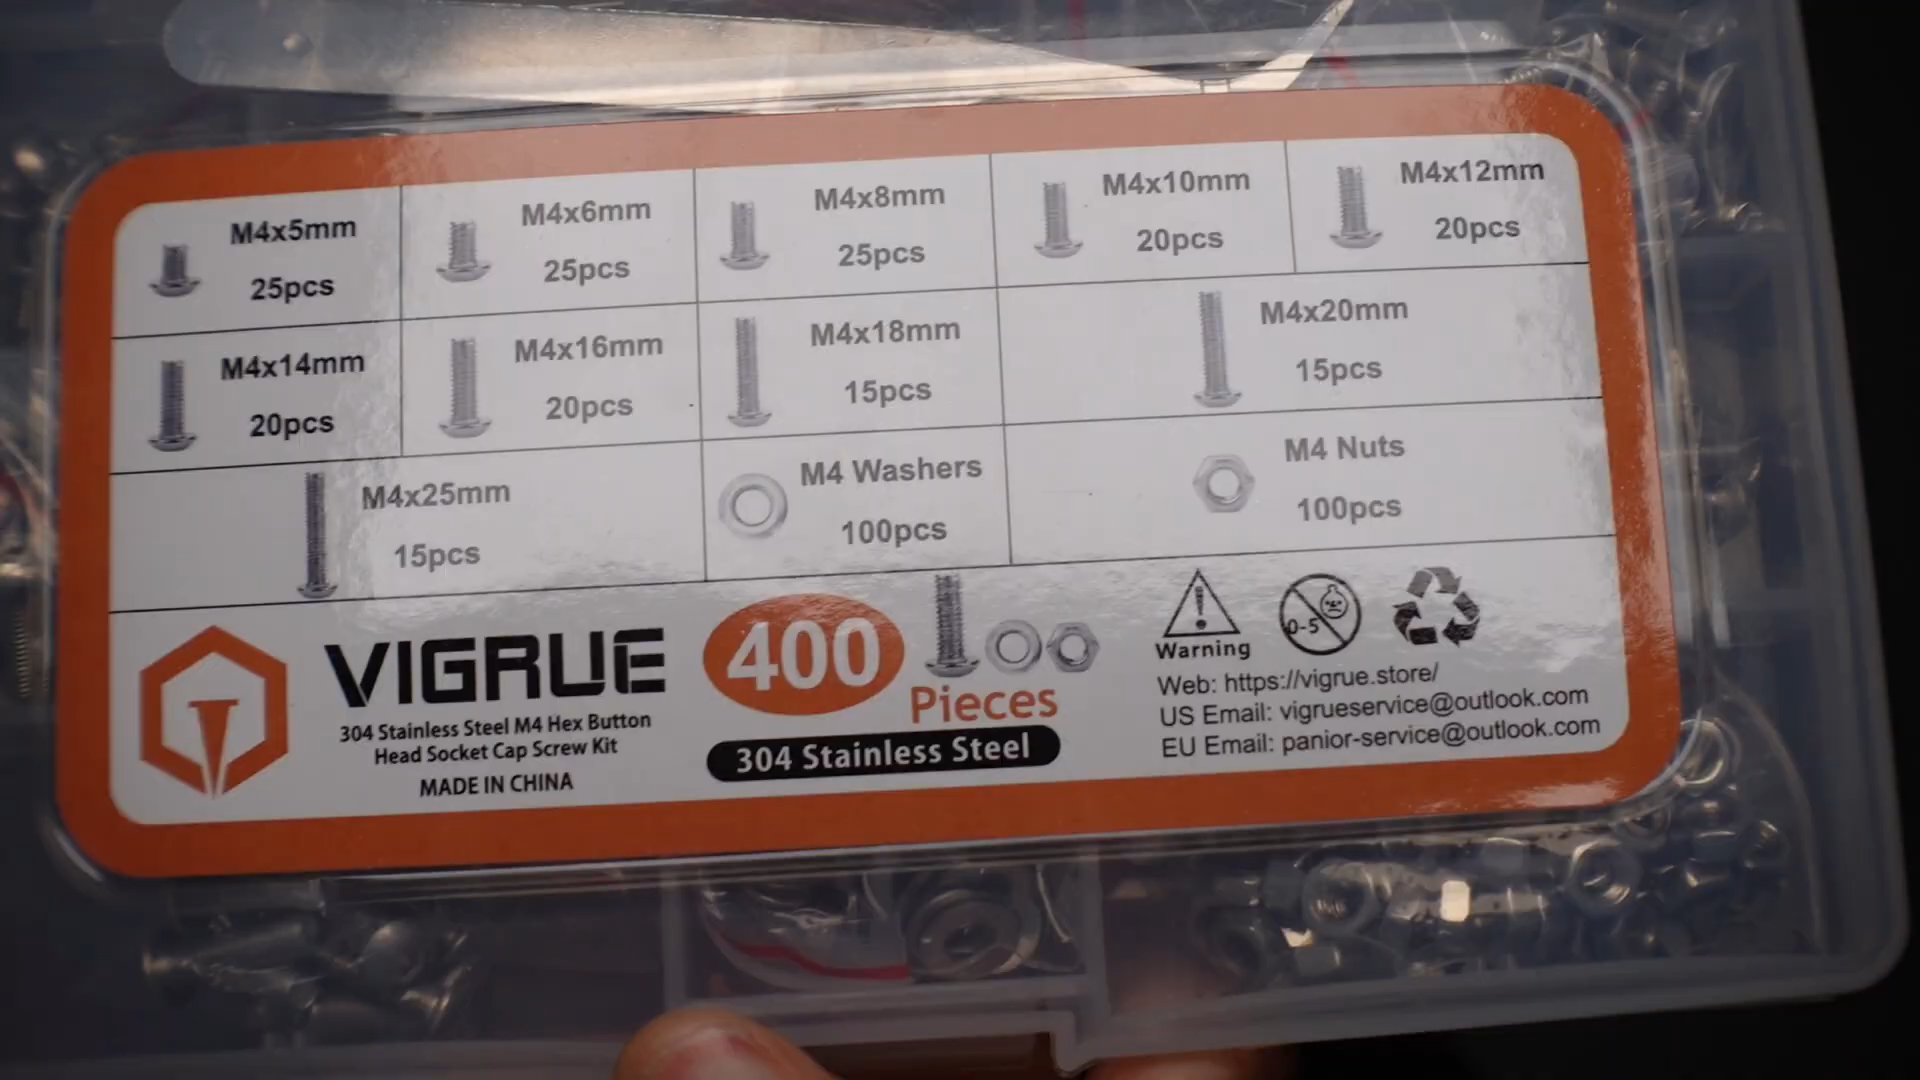 M4x5mm
25pcs
M4x6mm
25pcs
M4x8mm
25pcs
M4x10mm
20pcs
M4x12mm
20pcs
M4x14mm
20pcs
M4x16mm
20pcs
M4x18mm
15pcs
M4x20mm
15pcs
M4x25mm
15pcs
M4 Washers
100pcs
M4 Nuts
100pcs
VIGRUE
304 Stainless Steel M4 Hex Button
Head Socket Cap Screw Kit
MADE IN CHINA
400
Pieces
304 Stainless Steel
Warning
0-5
Web: https://vigrue.store/
US Email: vigrueservice@outlook.com
EU Email: panior-service@outlook.com